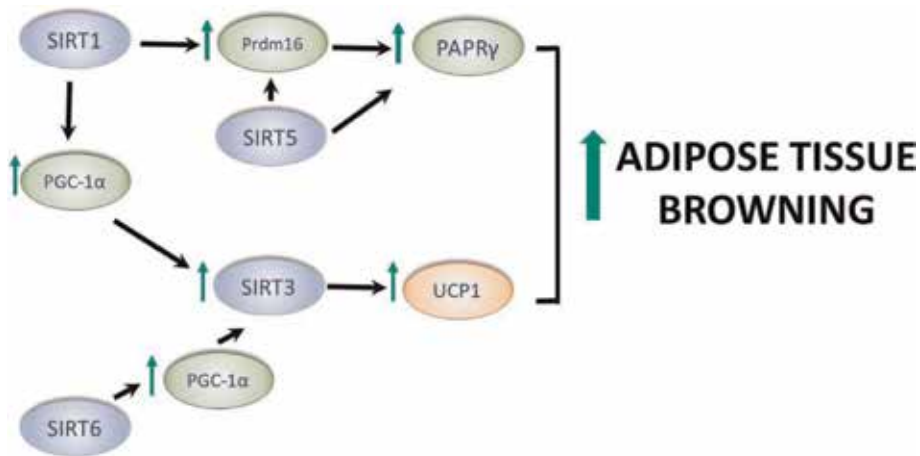 SIRT1
Prdm16
PAPRγ
SIRT5
PGC-1α
ADIPOSE TISSUE
BROWNING
SIRT3
UCP1
PGC-1α
SIRT6